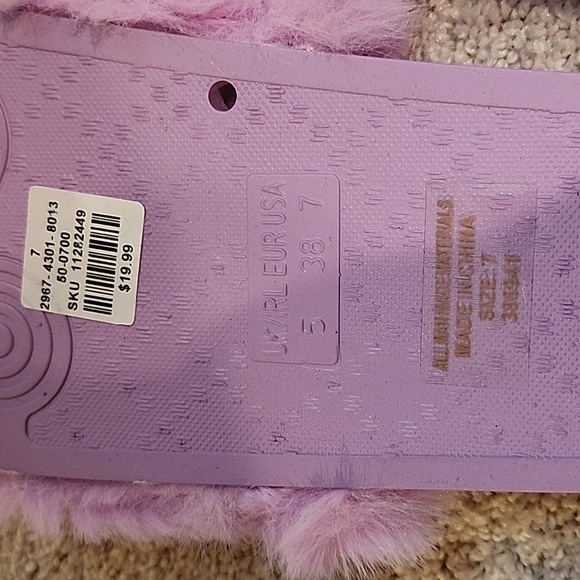 7
2967-4301-8013
50-0700
SKU 11282449
$19.99
UK/IRL EUR USA
5 38 7
ALL MAN MADE MATERIALS
MADE IN CHINA
SIZE: 7